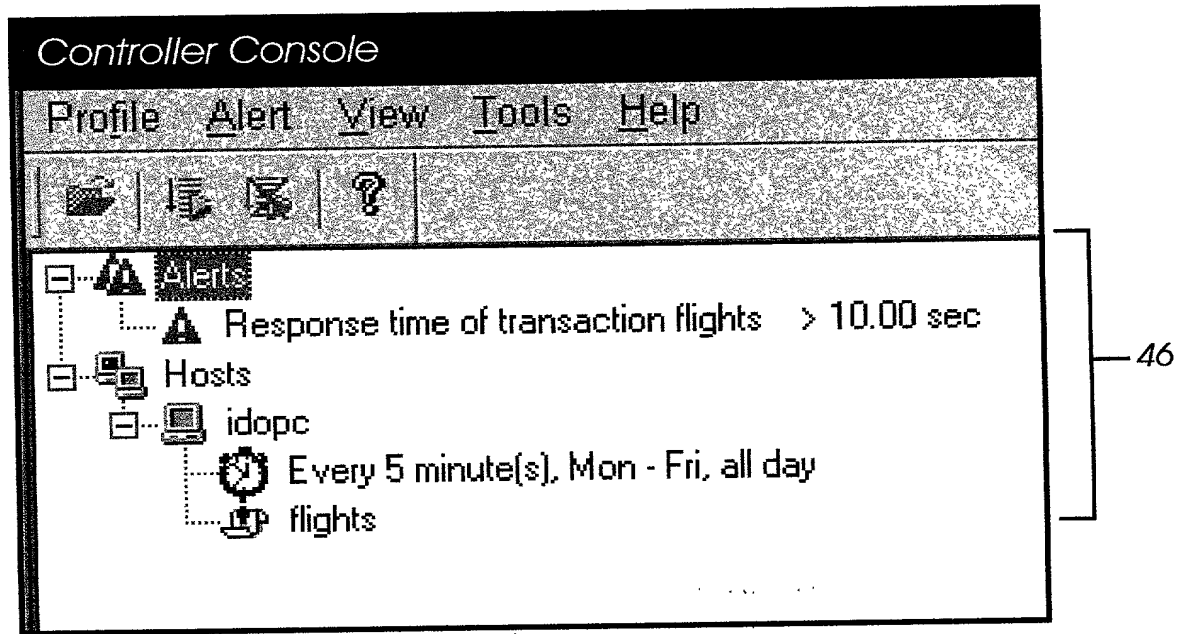 Controller Console
Profile Alert View Tools Help
Alerts
Response time of transaction flights > 10.00 sec
46
Hosts
idopc
Every 5 minute(s), Mon - Fri, all day
flights